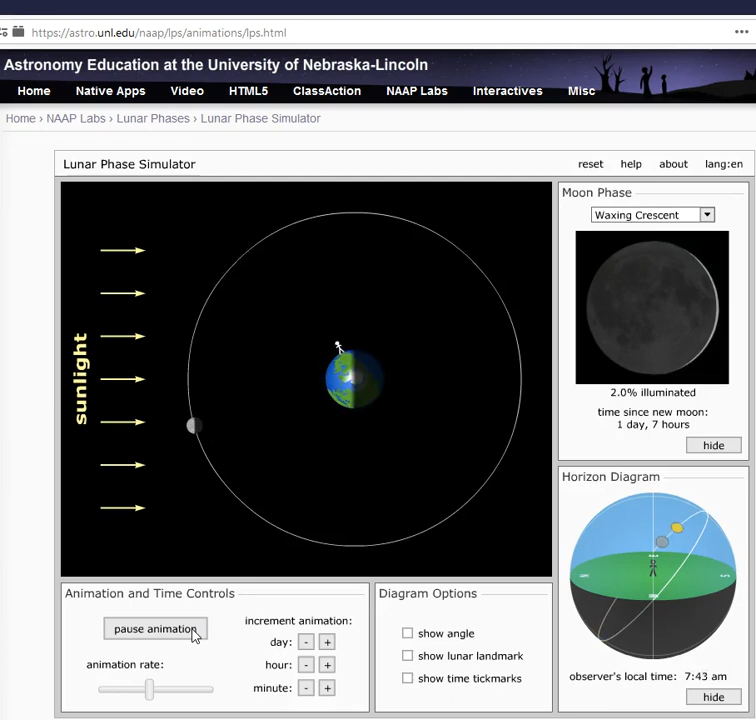 https://astro.unl.edu/naap/lps/animations/lps.html
Astronomy Education at the University of Nebraska-Lincoln
Home Native Apps Video HTML5 ClassAction NAAP Labs Interactives Misc
Home › NAAP Labs › Lunar Phases › Lunar Phase Simulator
Lunar Phase Simulator reset help about lang:en
sunlight
Moon Phase
Waxing Crescent
2.0% illuminated
time since new moon:
1 day, 7 hours
hide
Horizon Diagram
observer's local time: 7:43 am
hide
Animation and Time Controls
pause animation
animation rate:
increment animation:
day: - +
hour: - +
minute: - +
Diagram Options
show angle
show lunar landmark
show time tickmarks